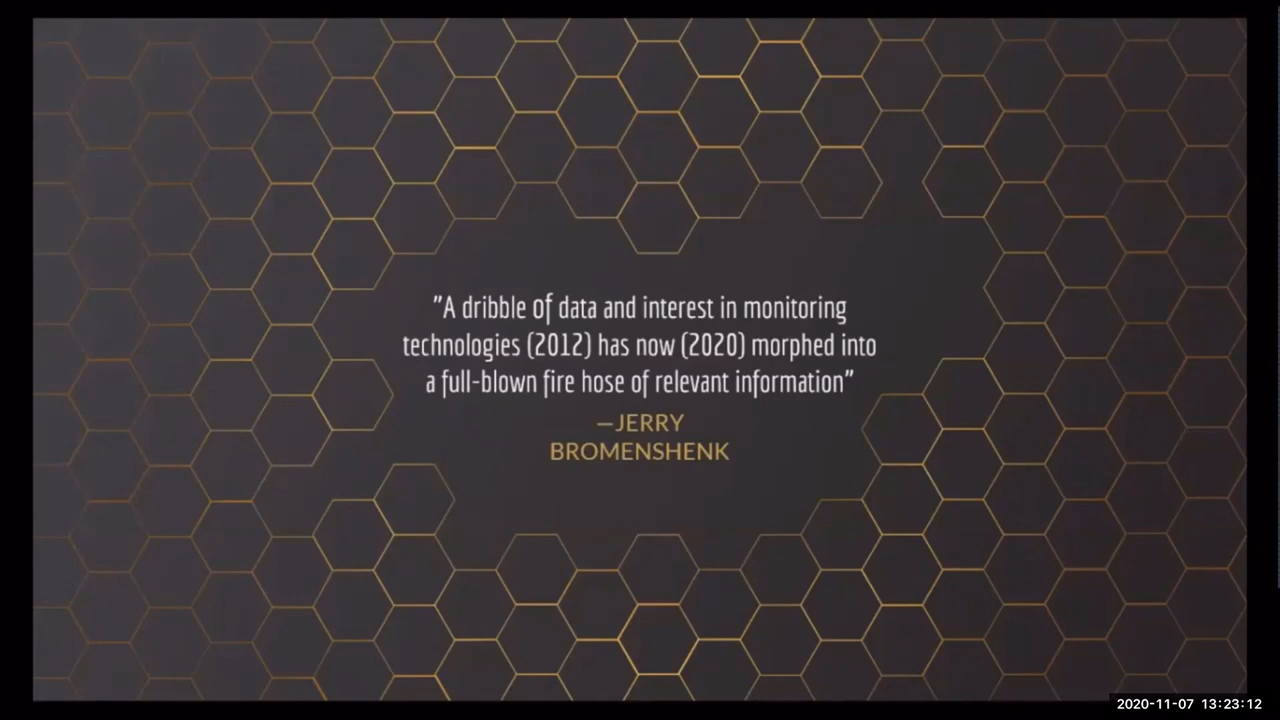 "A dribble of data and interest in monitoring
technologies (2012) has now (2020) morphed into
a full-blown fire hose of relevant information"
—JERRY
BROMENSHENK
2020-11-07 13:23:12